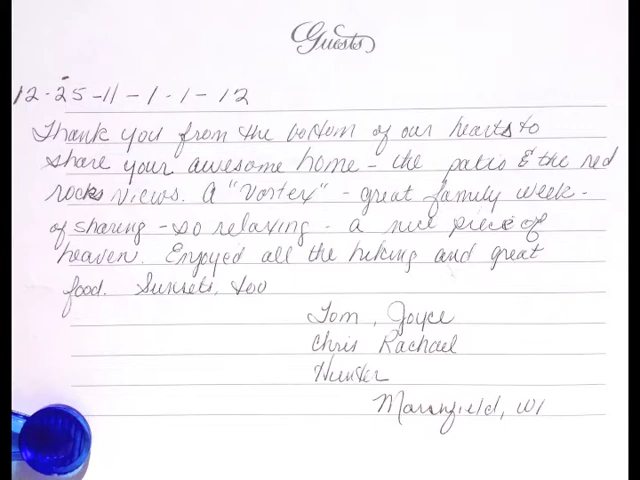 Guests
12-25-11 - 1-1-12
Thank you from the bottom of our hearts to
share your awesome home - the patio & the red
rocks views. A "Vortex" - great family week -
of sharing - so relaxing - a nice piece of
heaven. Enjoyed all the hiking and great
food. Sunsets, too
Tom, Joyce
Chris Rachael
Hunter
Marshfield, WI